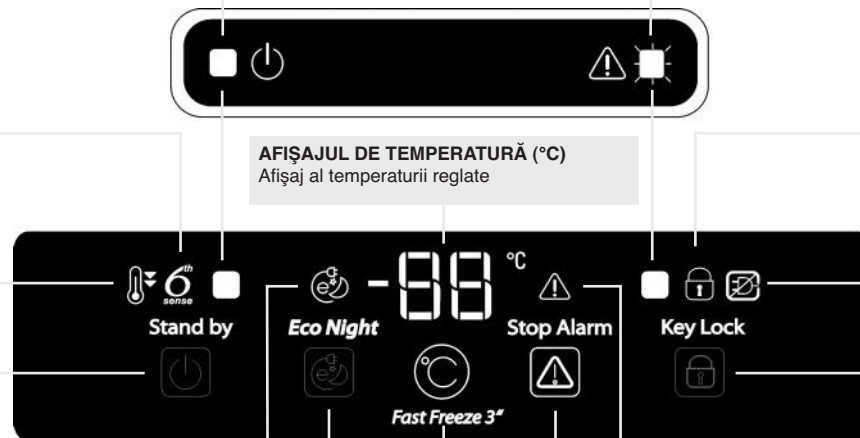 AFIŞAJUL DE TEMPERATURĂ (°C)
Afişaj al temperaturii reglate
6th sense
-88 °C
Stand by
Eco Night
Stop Alarm
Key Lock
e
e
°C
Fast Freeze 3"